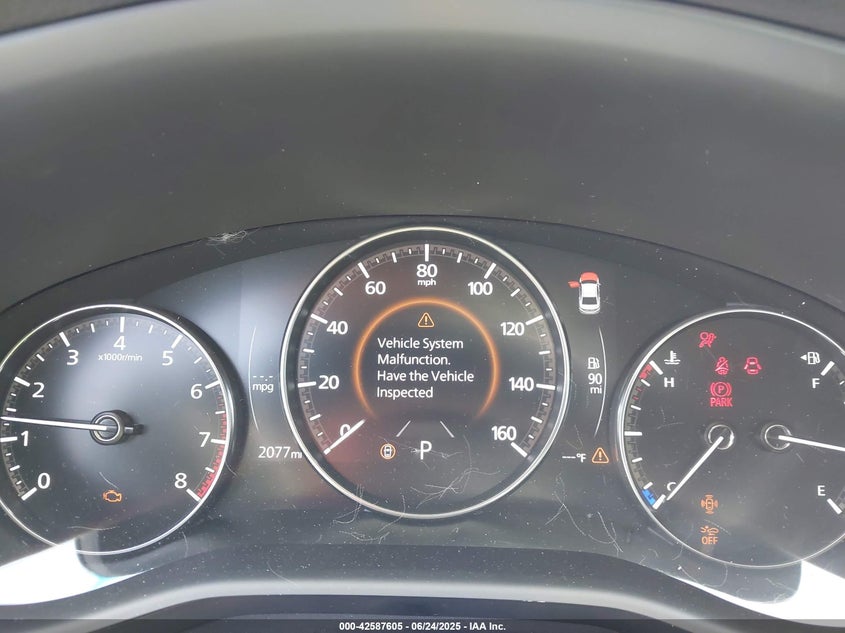 0
1
2
3
4
5
6
7
8
x1000r/min
--- mpg
2077 mi
0
20
40
60
80
mph
100
120
140
160
Vehicle System
Malfunction.
Have the Vehicle
Inspected
P
90
mi
---°F
H
C
P
PARK
OFF
F
E
000-42587605 - 06/24/2025 - IAA Inc.